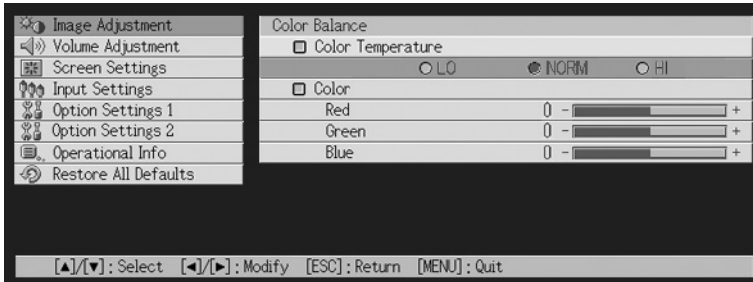 Image Adjustment
Volume Adjustment
Screen Settings
Input Settings
Option Settings 1
Option Settings 2
Operational Info
Restore All Defaults
Color Balance
Color Temperature
LO NORM HI
Color
Red 0 - +
Green 0 - +
Blue 0 - +
[▲]/[▼] : Select [◄]/[►] : Modify [ESC] : Return [MENU] : Quit